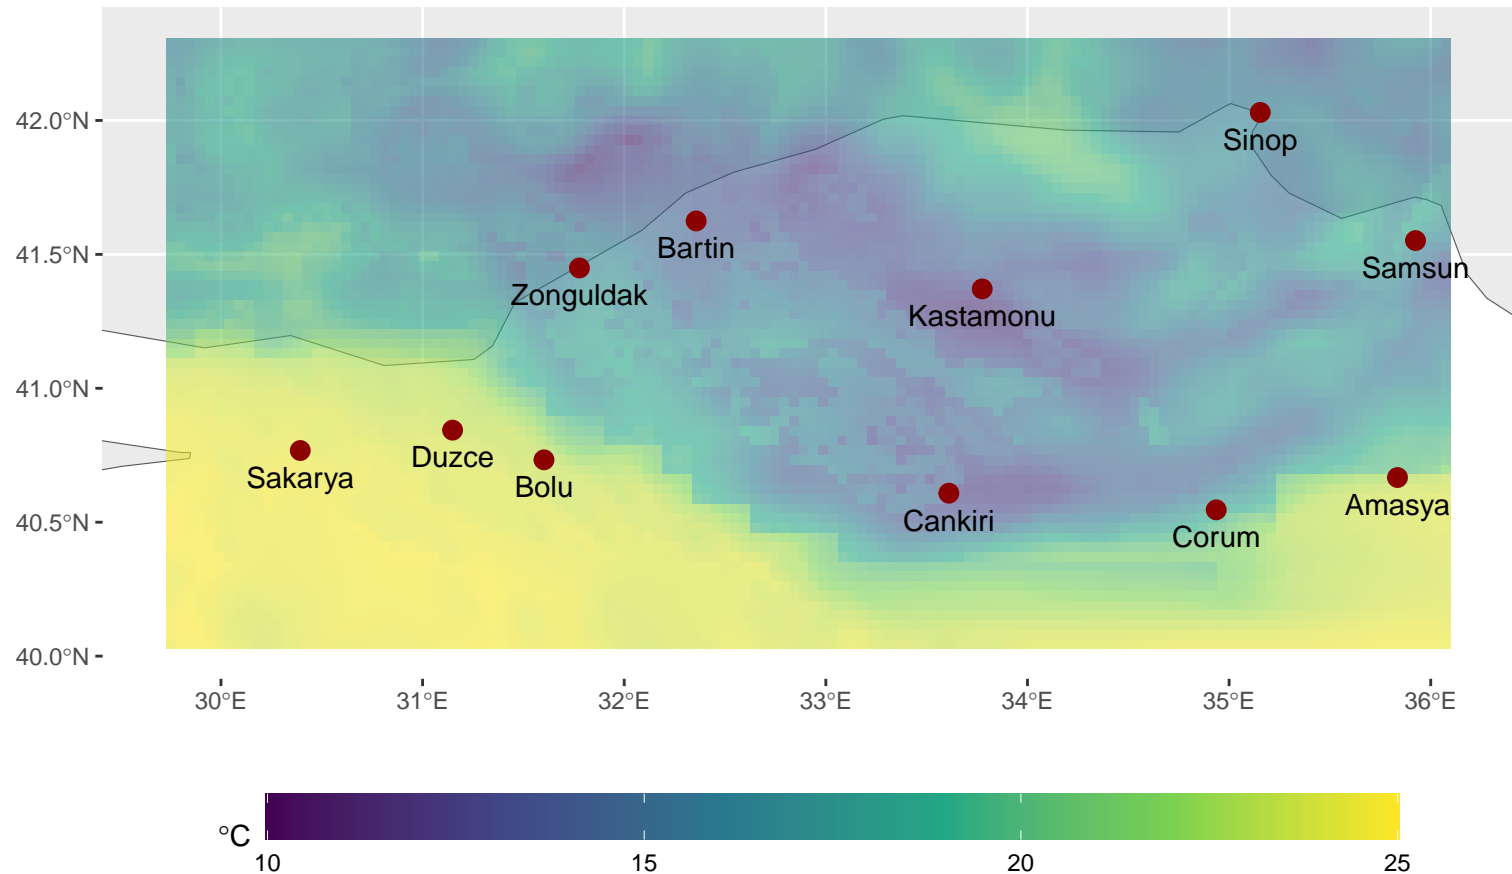 42.0°N
41.5°N
41.0°N
40.5°N
40.0°N
Sinop
Bartin
Samsun
Zonguldak
Kastamonu
Duzce
Sakarya
Bolu
Amasya
Cankiri
Corum
30°E 31°E 32°E 33°E 34°E 35°E 36°E
°C
10 15 20 25